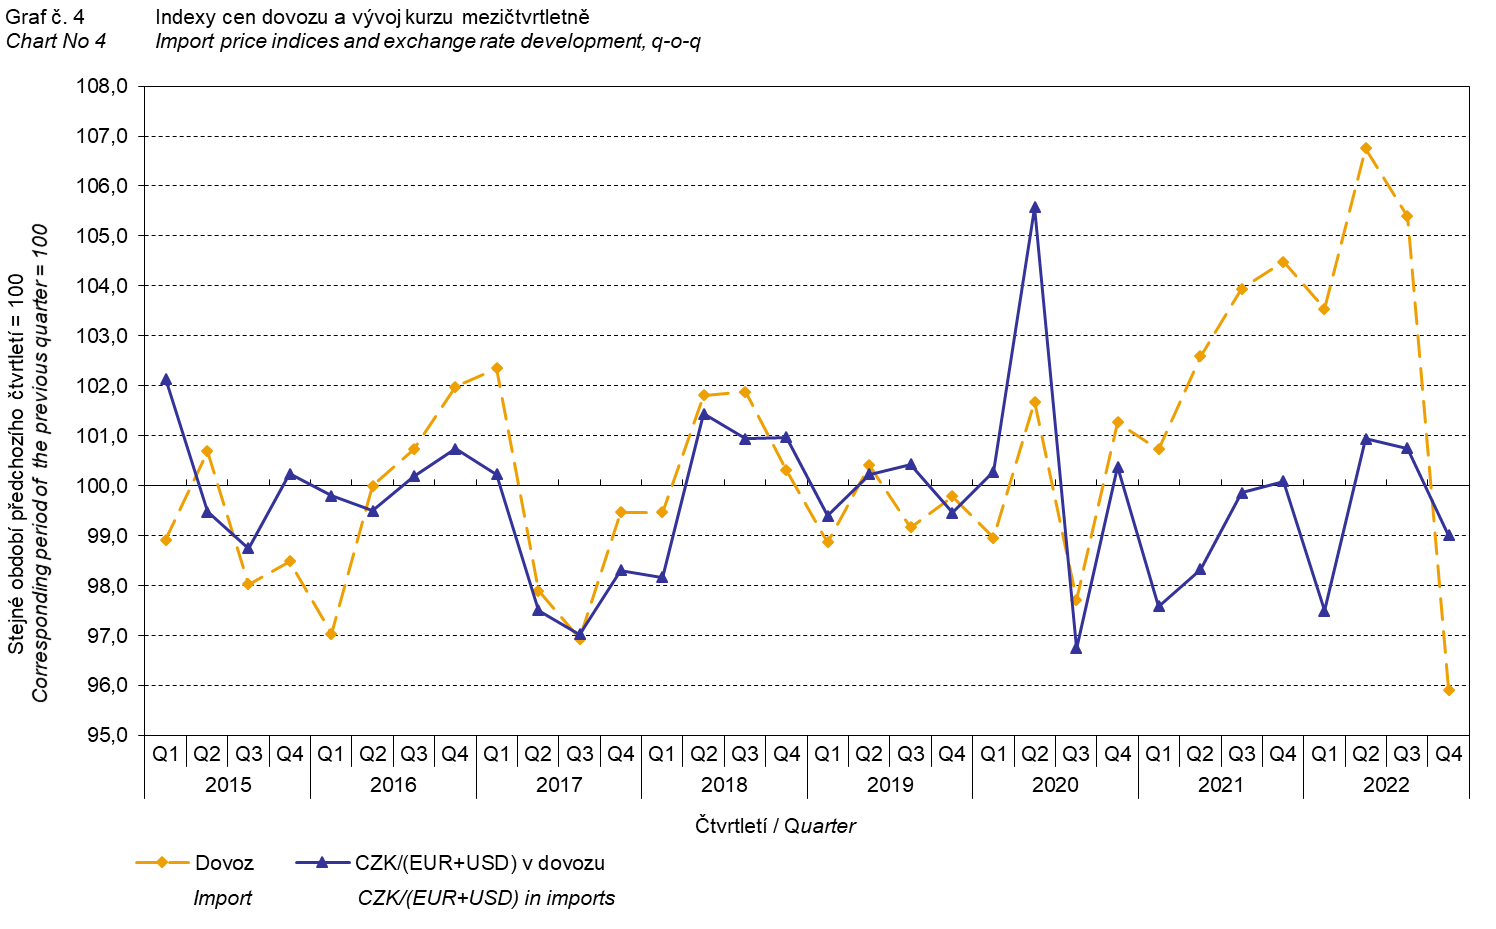 Graf č. 4 Indexy cen dovozu a vývoj kurzu mezičtvrtletně
Chart No 4 Import price indices and exchange rate development, q-o-q
Stejné období předchozího čtvrtletí = 100
Corresponding period of the previous quarter = 100
108,0
107,0
106,0
105,0
104,0
103,0
102,0
101,0
100,0
99,0
98,0
97,0
96,0
95,0
Q1 Q2 Q3 Q4 Q1 Q2 Q3 Q4 Q1 Q2 Q3 Q4 Q1 Q2 Q3 Q4 Q1 Q2 Q3 Q4 Q1 Q2 Q3 Q4 Q1 Q2 Q3 Q4 Q1 Q2 Q3 Q4
2015 2016 2017 2018 2019 2020 2021 2022
Čtvrtletí / Quarter
Dovoz CZK/(EUR+USD) v dovozu
Import CZK/(EUR+USD) in imports